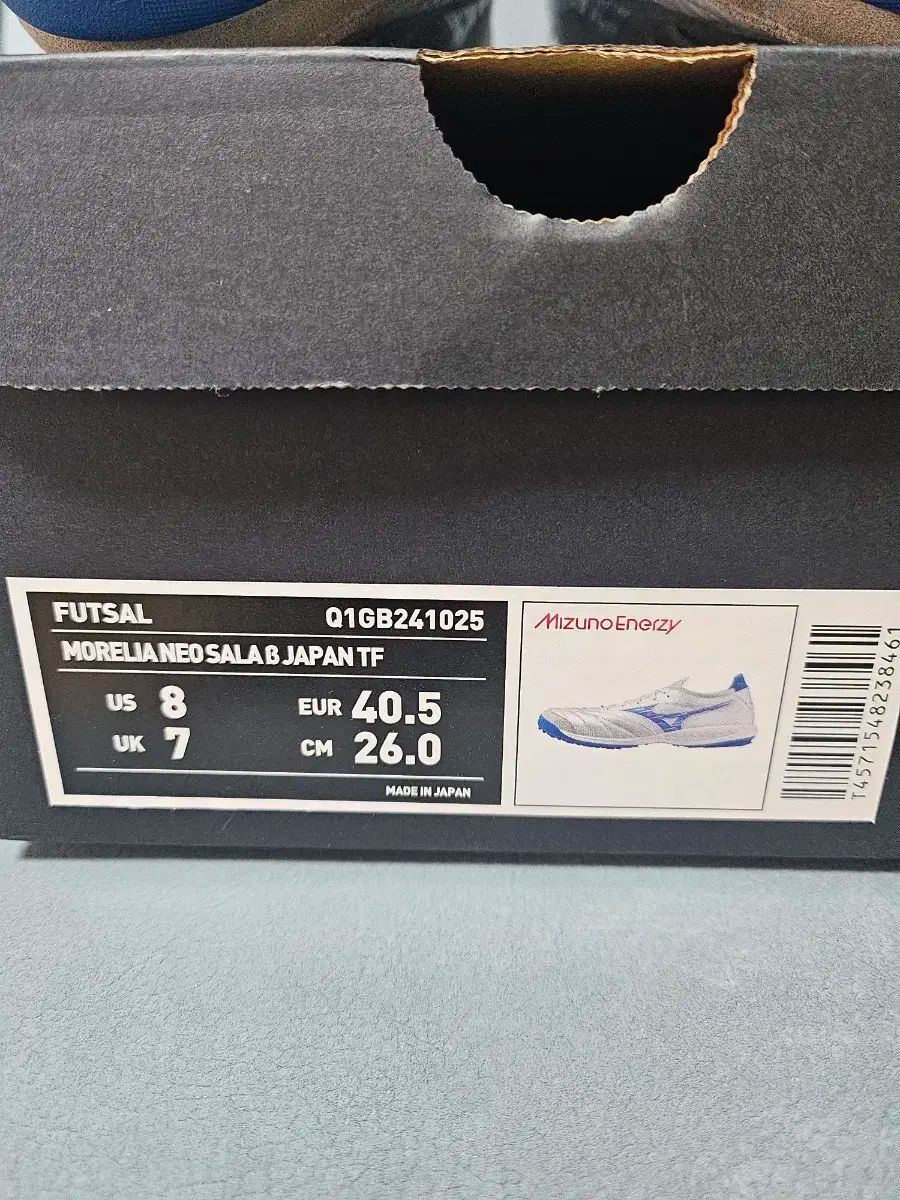 FUTSAL Q1GB241025
MORELIA NEO SALA β JAPAN TF
US 8 EUR 40.5
UK 7 CM 26.0
MADE IN JAPAN
MIZUNO ENERZY
T4571548238461